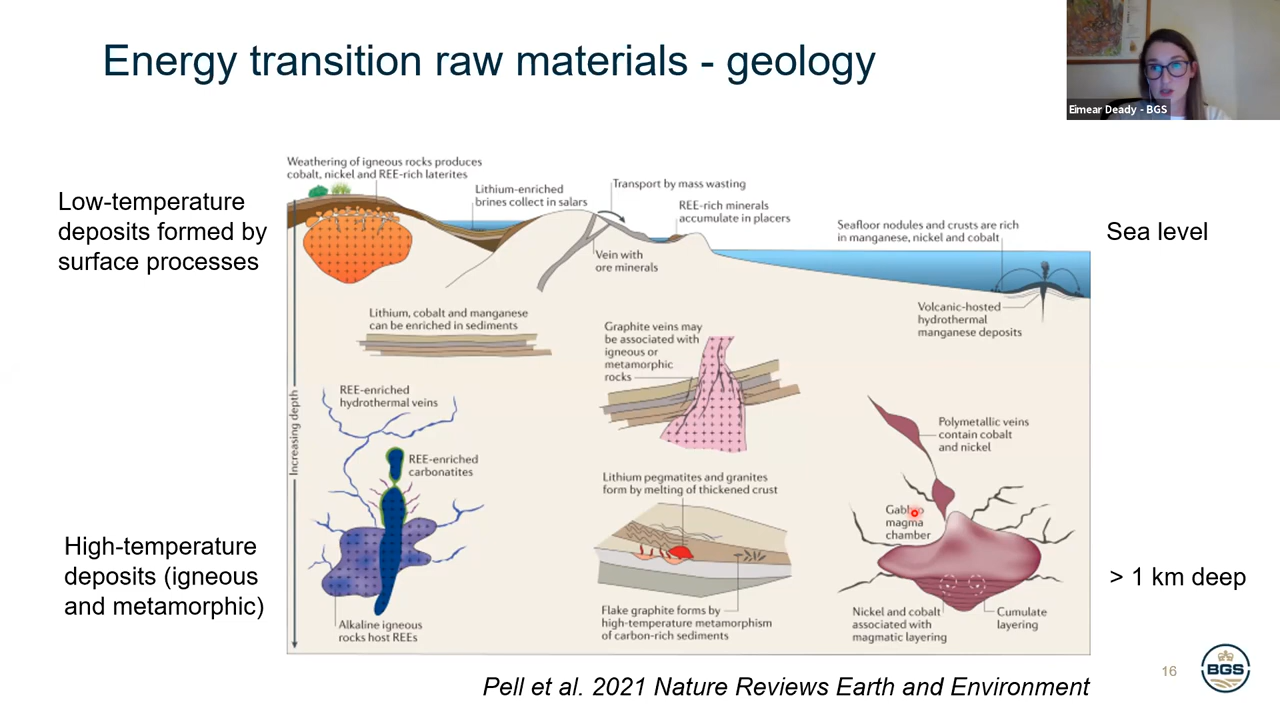 Energy transition raw materials - geology
Eimear Deady - BGS
Low-temperature
deposits formed by
surface processes
Weathering of igneous rocks produces
cobalt, nickel and REE-rich laterites
Lithium-enriched
brines collect in salars
Transport by mass wasting
REE-rich minerals
accumulate in placers
Seafloor nodules and crusts are rich
in manganese, nickel and cobalt
Sea level
Vein with
ore minerals
Volcanic-hosted
hydrothermal
manganese deposits
Lithium, cobalt and manganese
can be enriched in sediments
Graphite veins may
be associated with
igneous or
metamorphic
rocks
Increasing depth
REE-enriched
hydrothermal veins
REE-enriched
carbonatites
Polymetallic veins
contain cobalt
and nickel
Lithium pegmatites and granites
form by melting of thickened crust
Gabbro
magma
chamber
High-temperature
deposits (igneous
and metamorphic)
> 1 km deep
Alkaline igneous
rocks host REEs
Flake graphite forms by
high-temperature metamorphism
of carbon-rich sediments
Nickel and cobalt
associated with
magmatic layering
Cumulate
layering
16
BGS
Pell et al. 2021 Nature Reviews Earth and Environment